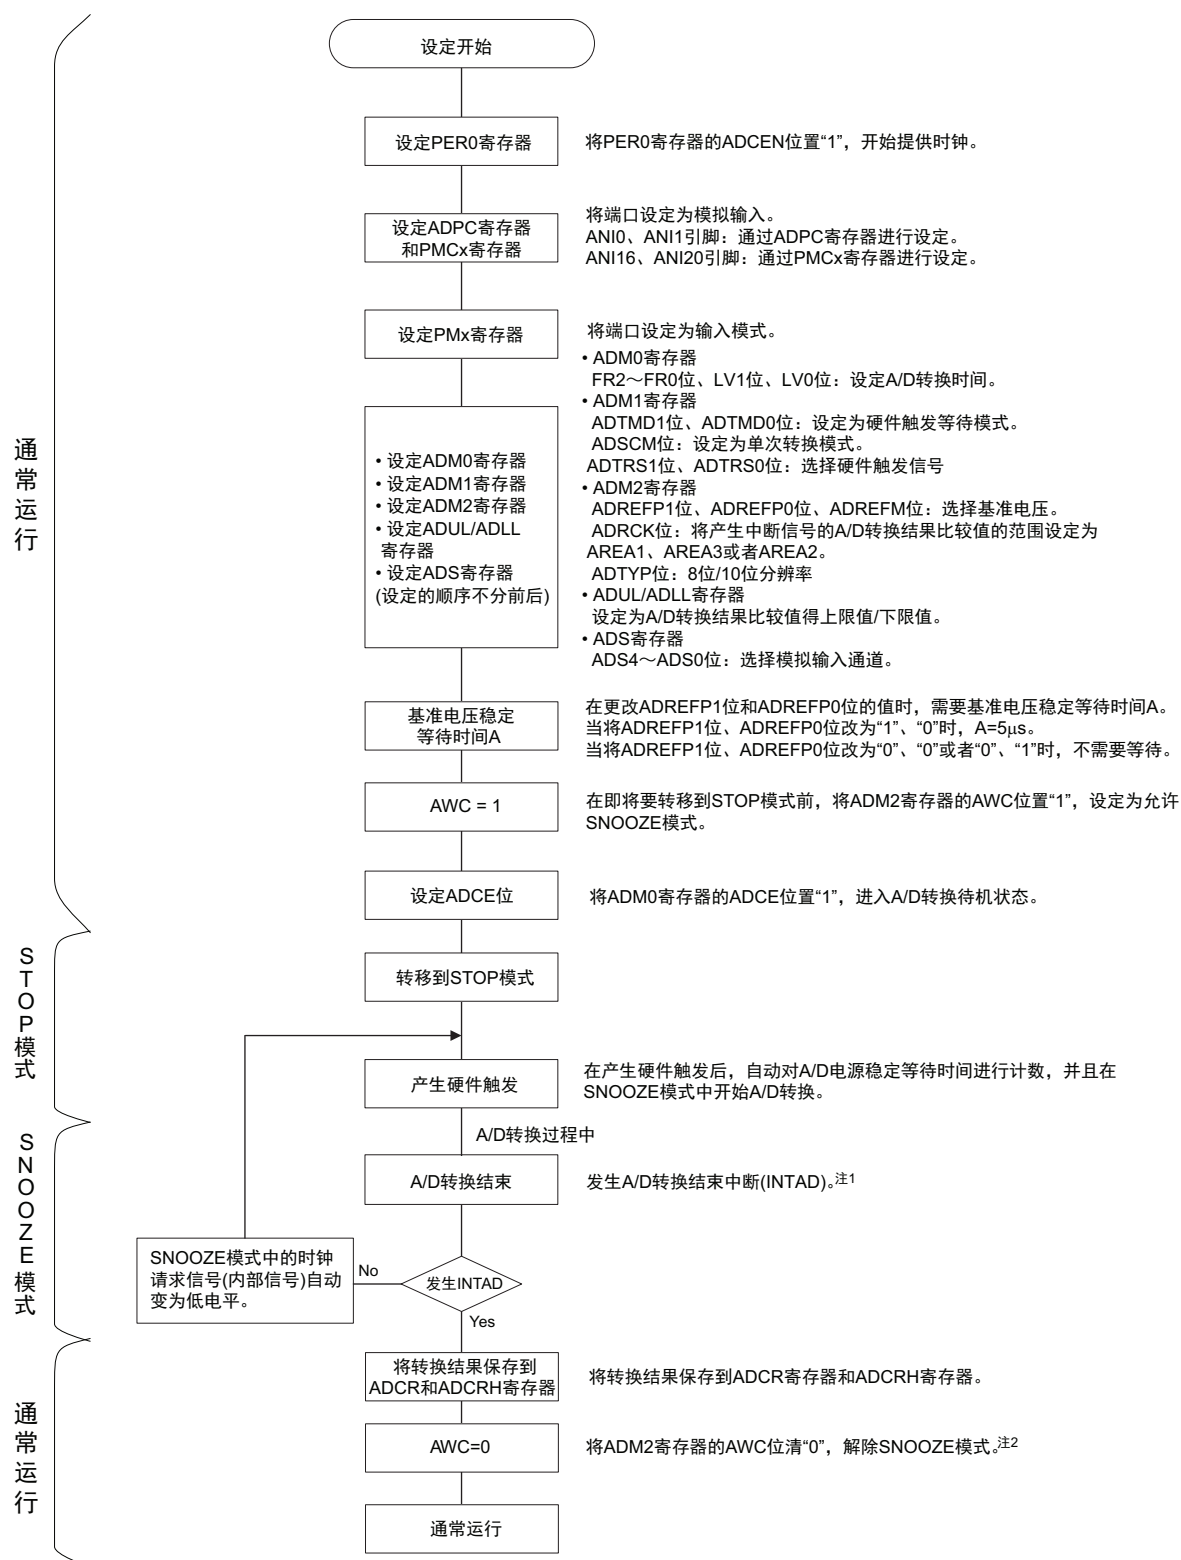 设定开始
设定PER0寄存器
将PER0寄存器的ADCEN位置“1”，开始提供时钟。
设定ADPC寄存器
和PMCx寄存器
将端口设定为模拟输入。
ANI0、ANI1引脚：通过ADPC寄存器进行设定。
ANI16、ANI20引脚：通过PMCx寄存器进行设定。
设定PMx寄存器
将端口设定为输入模式。
• 设定ADM0寄存器
• 设定ADM1寄存器
• 设定ADM2寄存器
• 设定ADUL/ADLL
寄存器
• 设定ADS寄存器
(设定的顺序不分前后)
• ADM0寄存器
FR2～FR0位、LV1位、LV0位：设定A/D转换时间。
• ADM1寄存器
ADTMD1位、ADTMD0位：设定为硬件触发等待模式。
ADSCM位：设定为单次转换模式。
ADTRS1位、ADTRS0位：选择硬件触发信号
• ADM2寄存器
ADREFP1位、ADREFP0位、ADREFM位：选择基准电压。
ADRCK位：将产生中断信号的A/D转换结果比较值的范围设定为
AREA1、AREA3或者AREA2。
ADTYP位：8位/10位分辨率
• ADUL/ADLL寄存器
设定为A/D转换结果比较值得上限值/下限值。
• ADS寄存器
ADS4～ADS0位：选择模拟输入通道。
通常运行
基准电压稳定
等待时间A
在更改ADREFP1位和ADREFP0位的值时，需要基准电压稳定等待时间A。
当将ADREFP1位、ADREFP0位改为“1”、“0”时，A=5μs。
当将ADREFP1位、ADREFP0位改为“0”、“0”或者“0”、“1”时，不需要等待。
AWC = 1
在即将要转移到STOP模式前，将ADM2寄存器的AWC位置“1”，设定为允许
SNOOZE模式。
设定ADCE位
将ADM0寄存器的ADCE位置“1”，进入A/D转换待机状态。
STOP模式
转移到STOP模式
产生硬件触发
在产生硬件触发后，自动对A/D电源稳定等待时间进行计数，并且在
SNOOZE模式中开始A/D转换。
A/D转换过程中
SNOOZE模式
A/D转换结束
发生A/D转换结束中断(INTAD)。注1
SNOOZE模式中的时钟
请求信号(内部信号)自动
变为低电平。
No
发生INTAD
Yes
将转换结果保存到
ADCR和ADCRH寄存器
将转换结果保存到ADCR寄存器和ADCRH寄存器。
通常运行
AWC=0
将ADM2寄存器的AWC位清“0”，解除SNOOZE模式。注2
通常运行